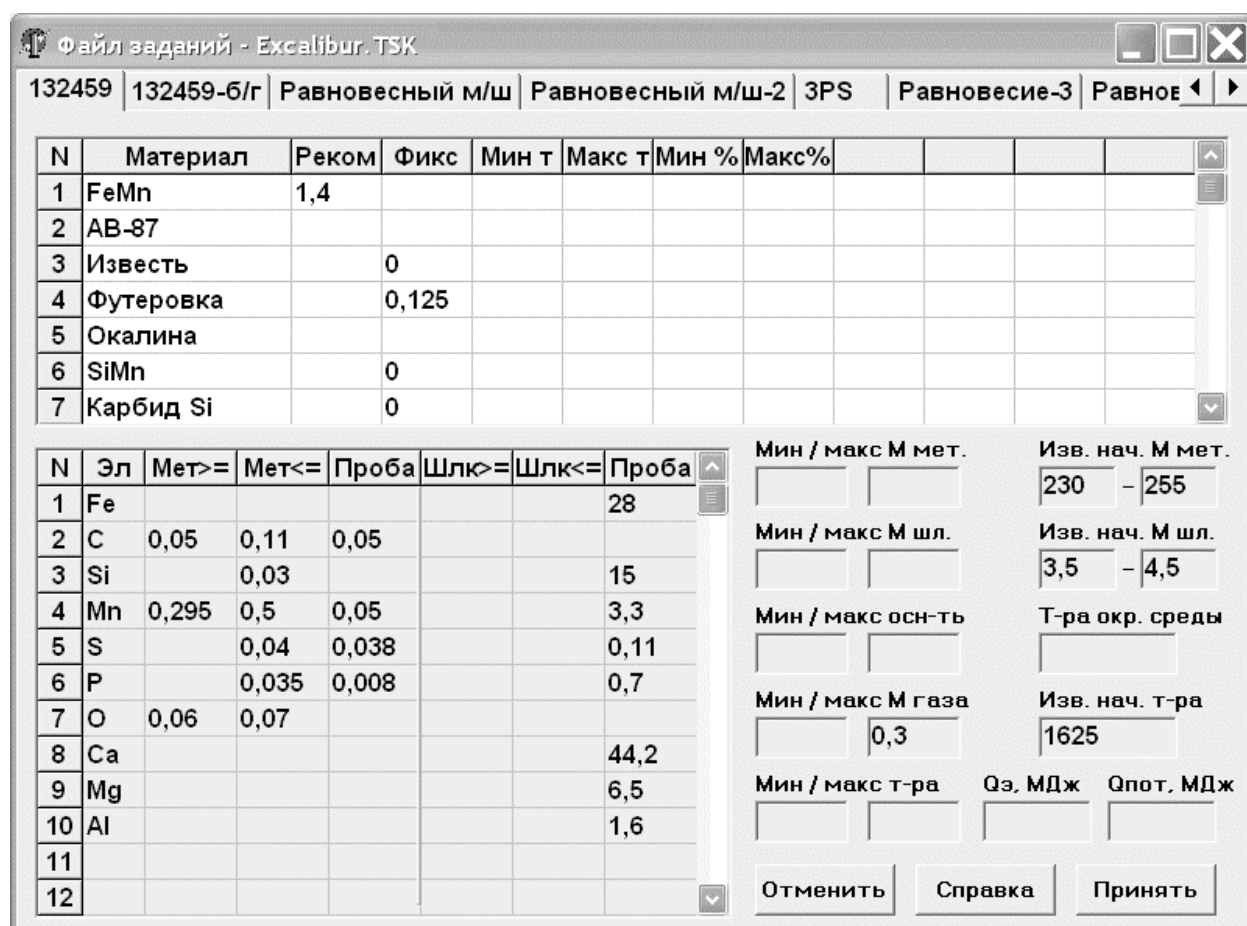 Файл заданий - Excalibur.TSK
132459 132459-б/г Равновесный м/ш Равновесный м/ш-2 3PS Равновесие-3 Равнов
N Материал Реком Фикс Мин т Макс т Мин % Макс%
1 FeMn 1,4
2 АВ-87
3 Известь 0
4 Футеровка 0,125
5 Окалина
6 SiMn 0
7 Карбид Si 0
N Эл Мет>= Мет<= Проба Шлк>= Шлк<= Проба
1 Fe 28
2 C 0,05 0,11 0,05
3 Si 0,03 15
4 Mn 0,295 0,5 0,05 3,3
5 S 0,04 0,038 0,11
6 P 0,035 0,008 0,7
7 O 0,06 0,07
8 Ca 44,2
9 Mg 6,5
10 Al 1,6
11
12
Мин / макс М мет. Изв. нач. М мет.
230 – 255
Мин / макс М шл. Изв. нач. М шл.
3,5 – 4,5
Мин / макс осн-ть Т-ра окр. среды
Мин / макс М газа Изв. нач. т-ра
0,3 1625
Мин / макс т-ра Qэ, МДж Qпот, МДж
Отменить Справка Принять